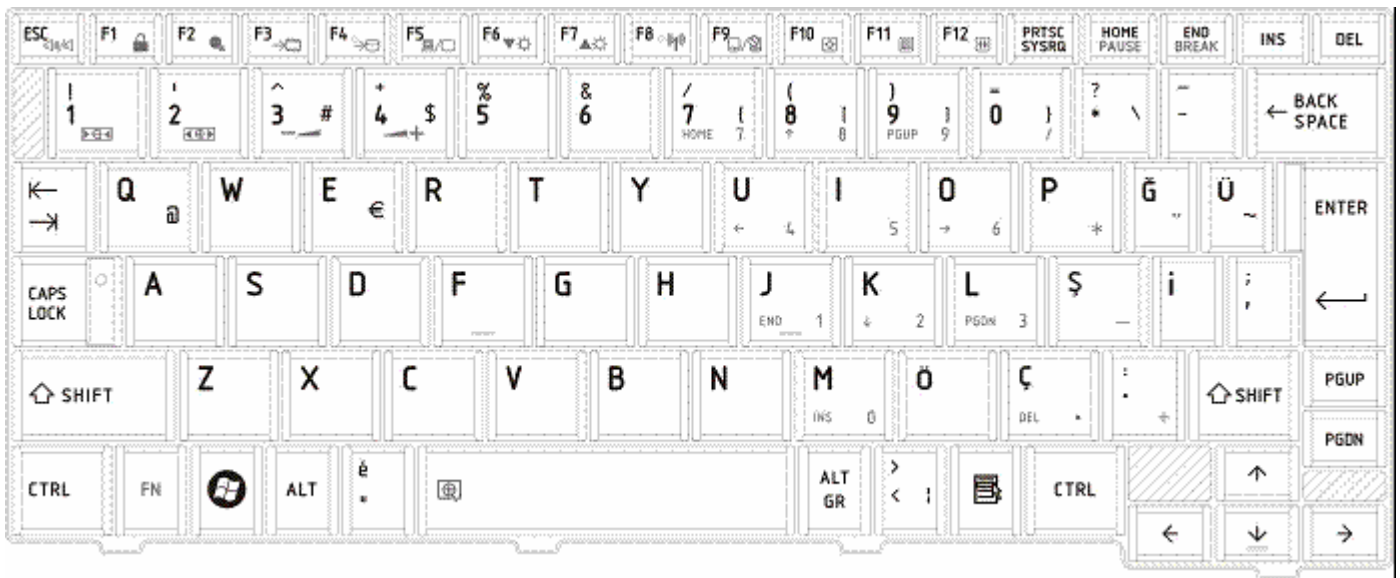 ESC F1 F2 F3 F4 F5 F6 F7 F8 F9 F10 F11 F12 PRTSC HOME END INS DEL
SYSRQ PAUSE BREAK
! ' ^ + % & / ( ) = ? _
1 2 3 # 4 $ 5 6 7 { 8 [ 9 ] 0 } * \ -
HOME 7 ↑ 8 PGUP 9 /
← BACK
SPACE
Q @ W E € R T Y U I O P Ğ ¨ Ü ~ ENTER
← 4 5 → 6 *
CAPS
LOCK
A S D F G H J K L Ş İ ; ,
END 1 ↓ 2 PGDN 3 —
⇧ SHIFT Z X C V B N M Ö Ç : . ⇧ SHIFT PGUP
INS 0 DEL . +
PGDN
CTRL FN ALT é ALT > CTRL ↑
GR < |
← ↓ →